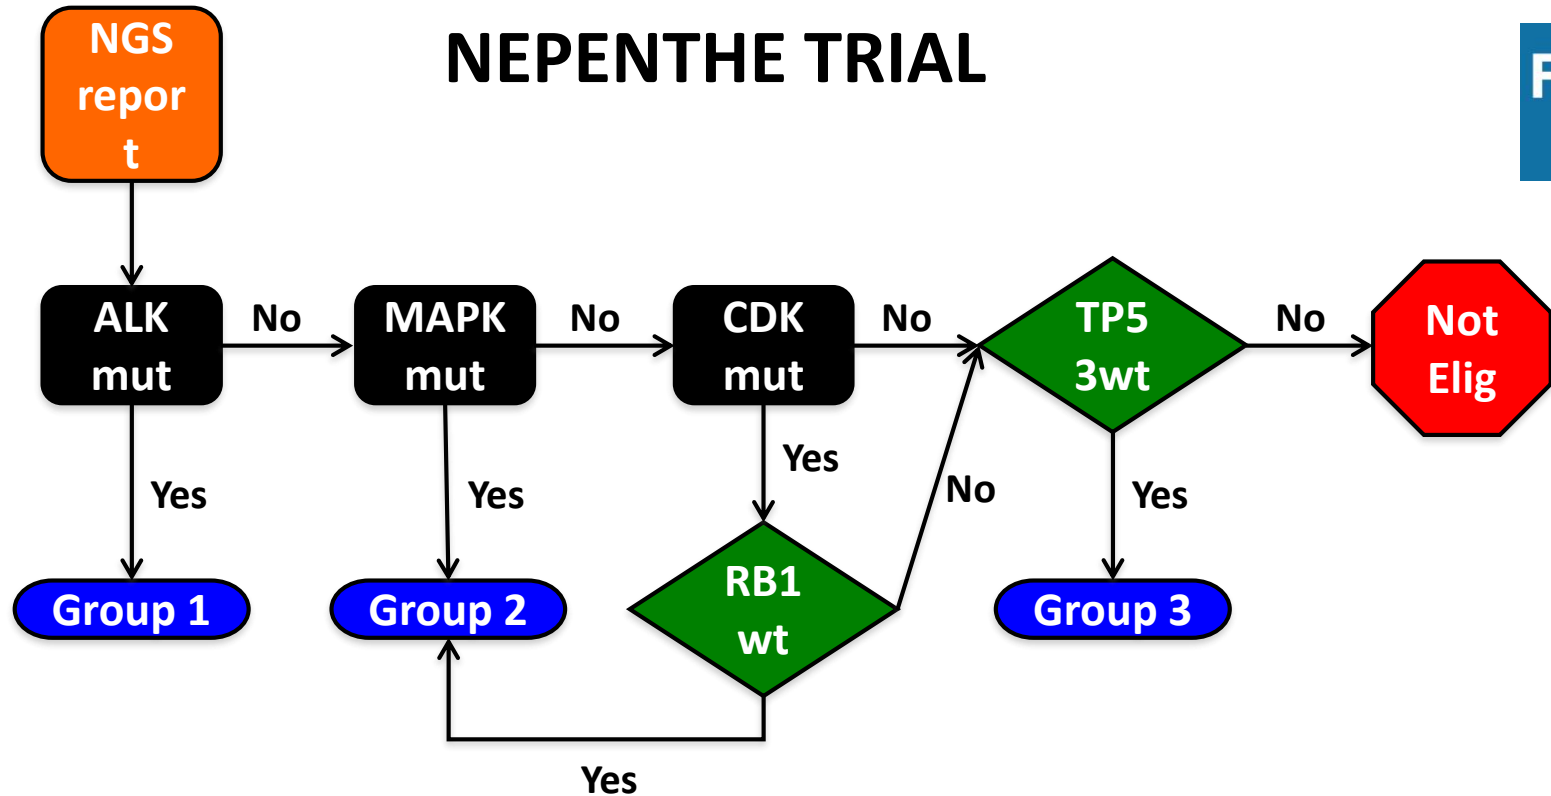 NGS
repor
t
NEPENTHE TRIAL
F
ALK
mut
No
MAPK
mut
No
CDK
mut
No
TP5
3wt
No
Not
Elig
Yes
Yes
Yes
No
Yes
Group 1
Group 2
RB1
wt
Group 3
Yes